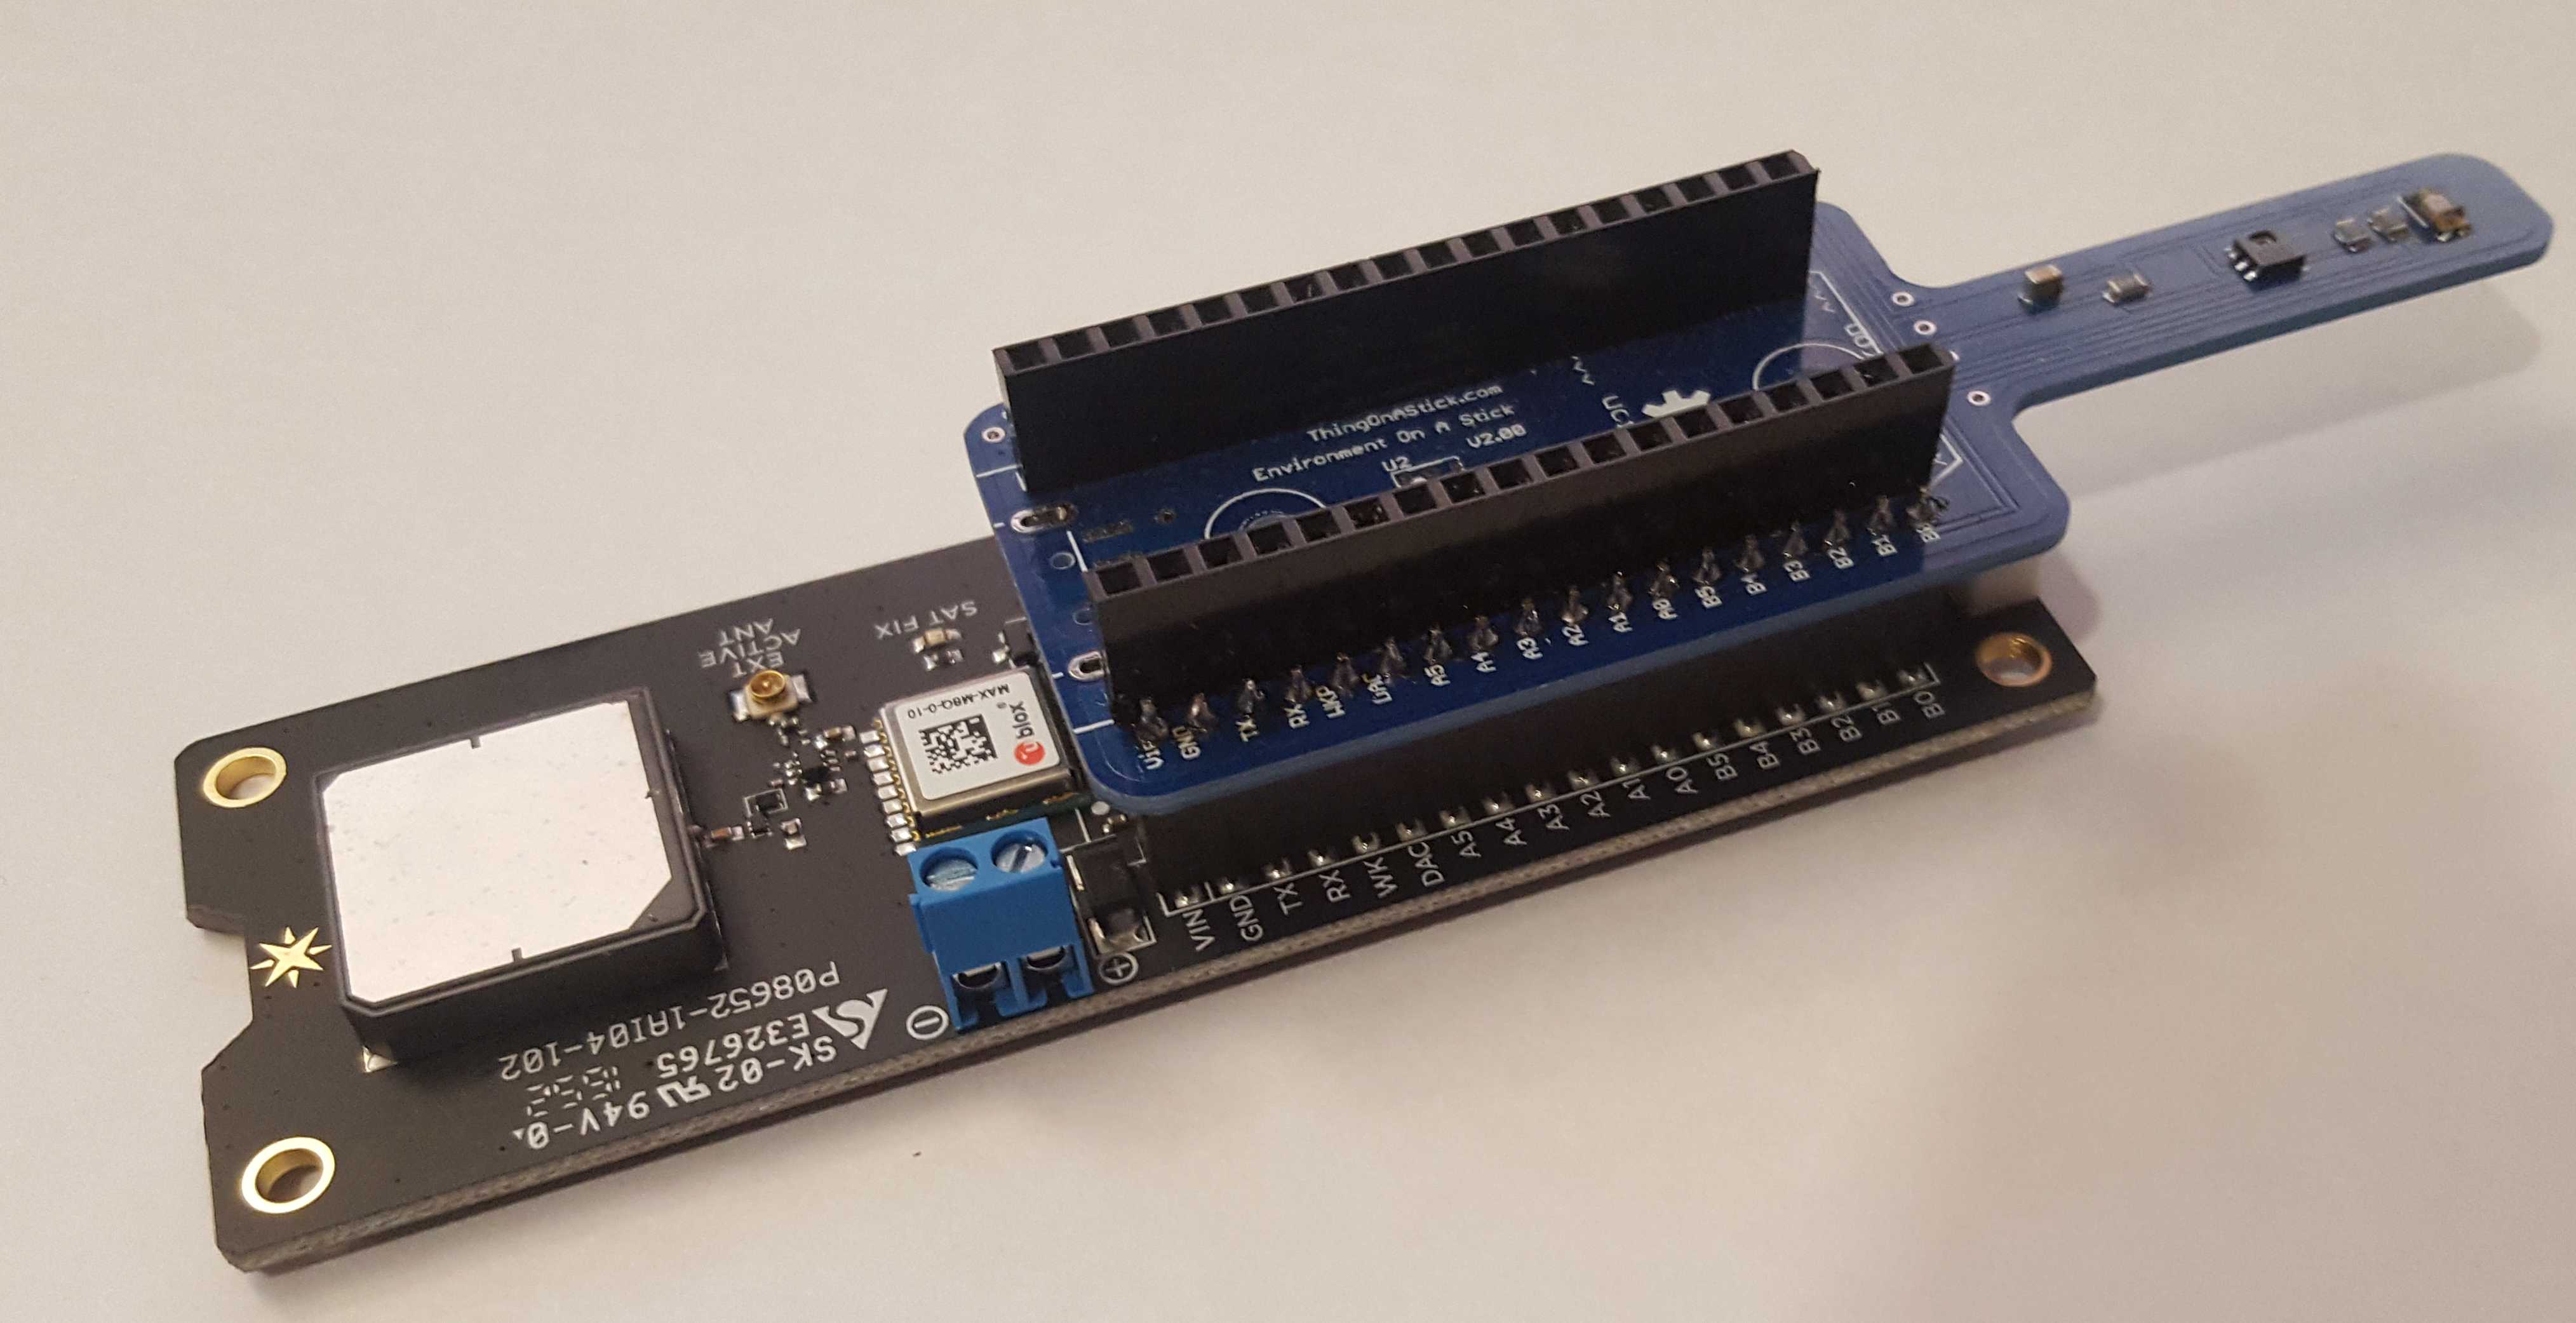 ThingOnAStick.com
Environment On A Stick
V2.00
U2
GND
TX
RX
WKP
DAC
A5
A4
A3
A2
A1
A0
B5
B4
B3
B2
B1
B0
EXT
ACTIVE
ANT
SAT FIX
MAX-M8Q-0-10
ublox
VIN
GND
TX
RX
WK
DAC
A5
A4
A3
A2
A1
A0
B5
B4
B3
B2
B1
B0
+
−
SK-02 94V-0
E326765
P08652-1AI04-102